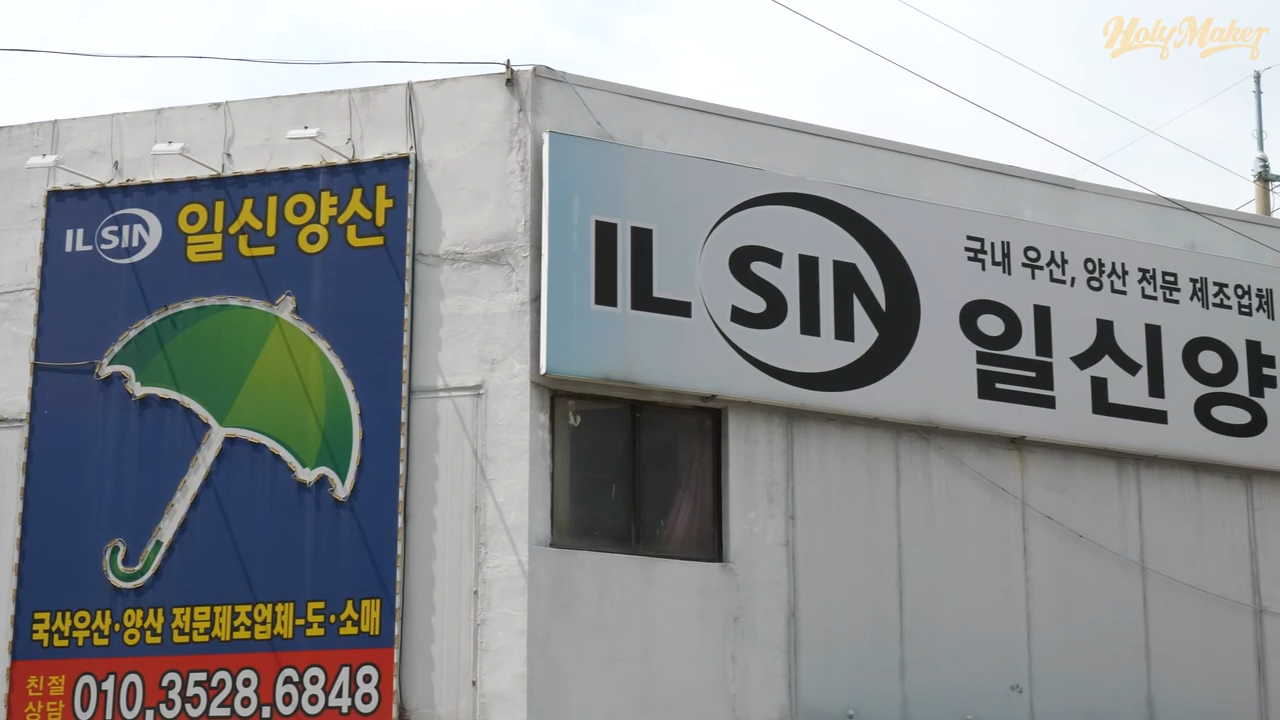 Holy Maker
IL SIN 일신양산
국산우산·양산 전문제조업체-도·소매
친절
상담
010.3528.6848
IL SIN
국내 우산, 양산 전문 제조업체
일신양